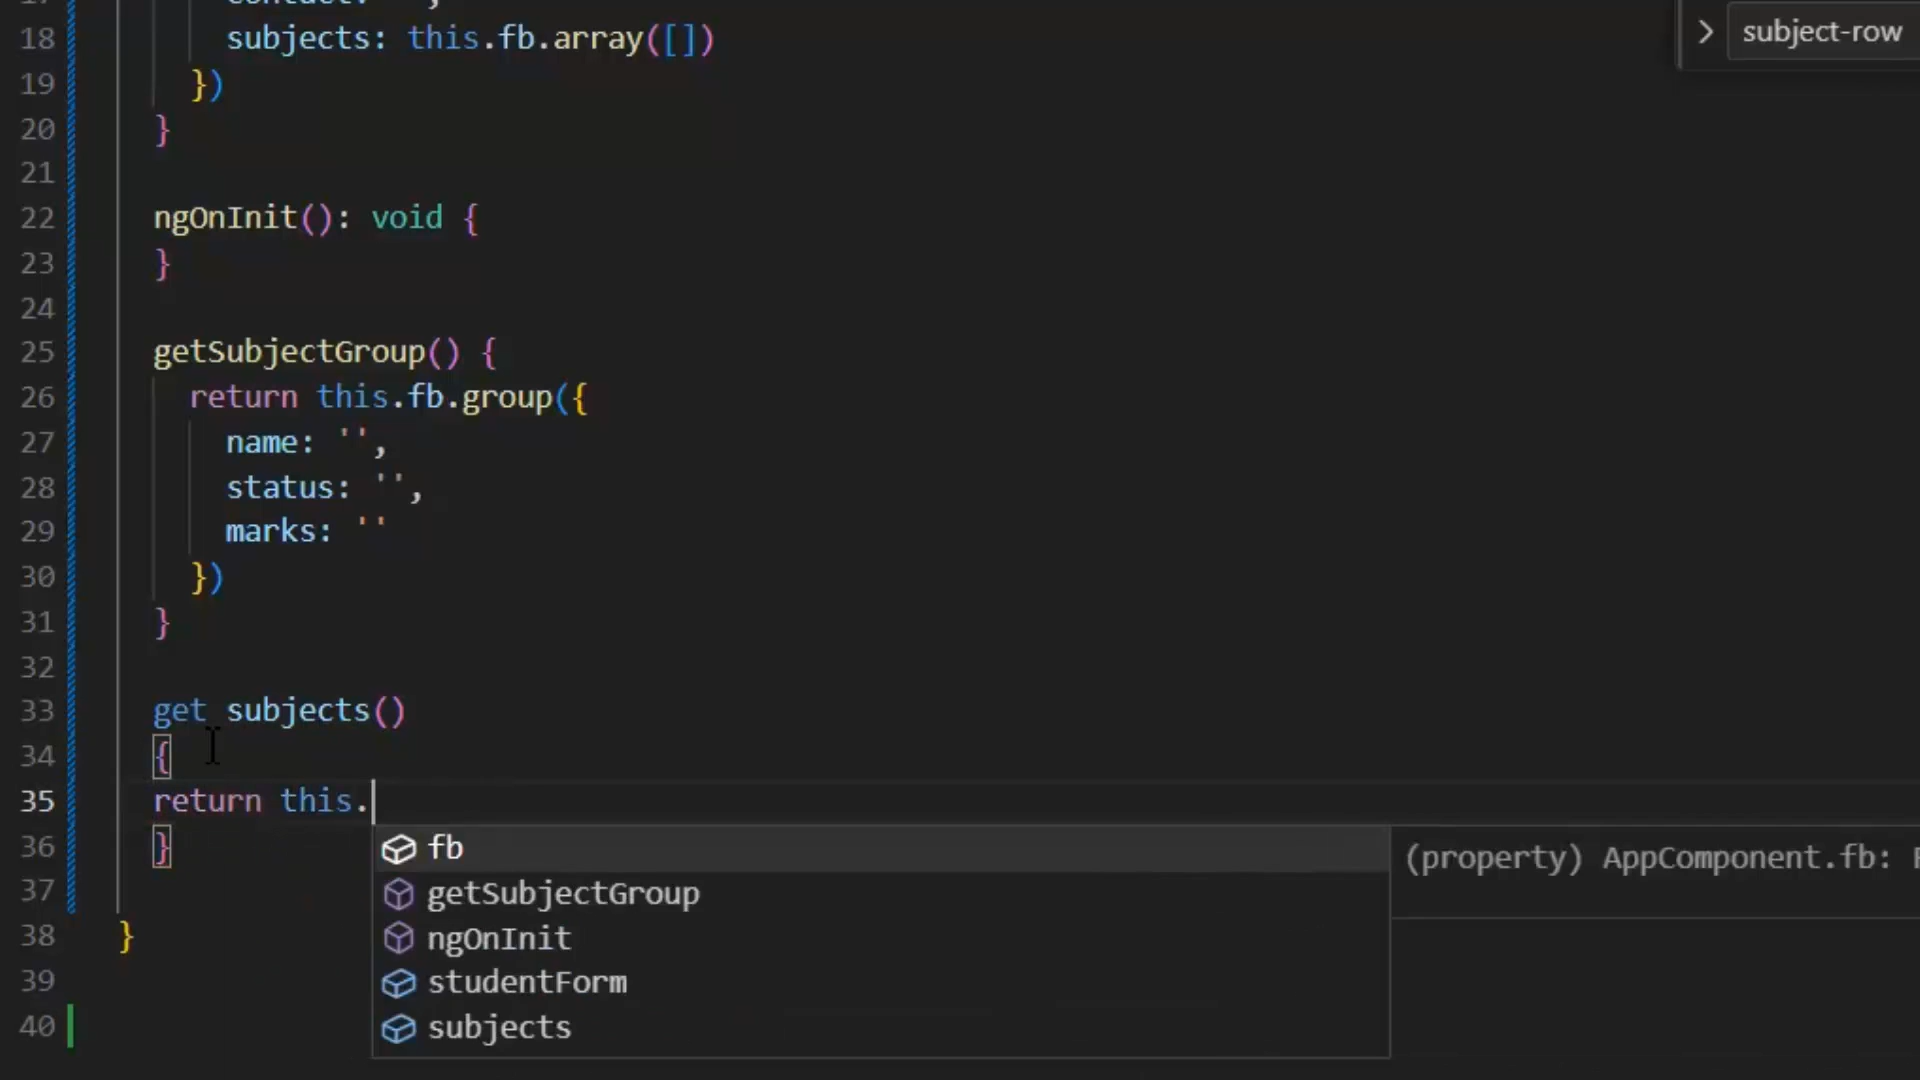 subject-row
18 subjects: this.fb.array([])
19 })
20 }
21
22 ngOnInit(): void {
23 }
24
25 getSubjectGroup() {
26 return this.fb.group({
27 name: '',
28 status: '',
29 marks: ''
30 })
31 }
32
33 get subjects()
34 {
35 return this.
36 }
37
38 }
39
40
fb
getSubjectGroup
ngOnInit
studentForm
subjects
(property) AppComponent.fb: